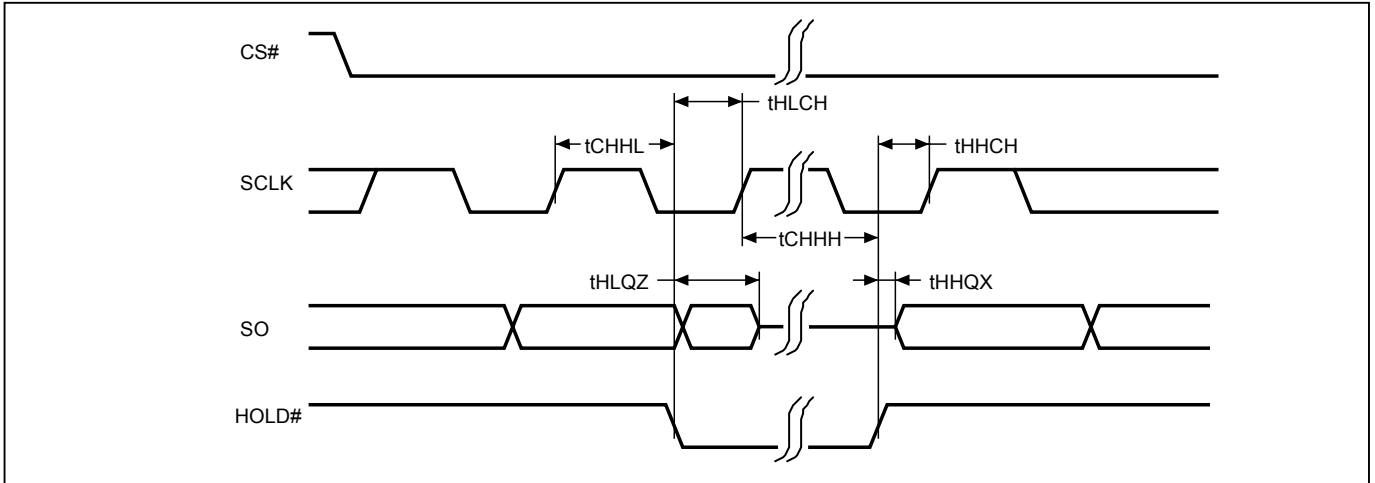 CS#
tHLCH
tCHHL
tHHCH
SCLK
tCHHH
tHLQZ
tHHQX
SO
HOLD#